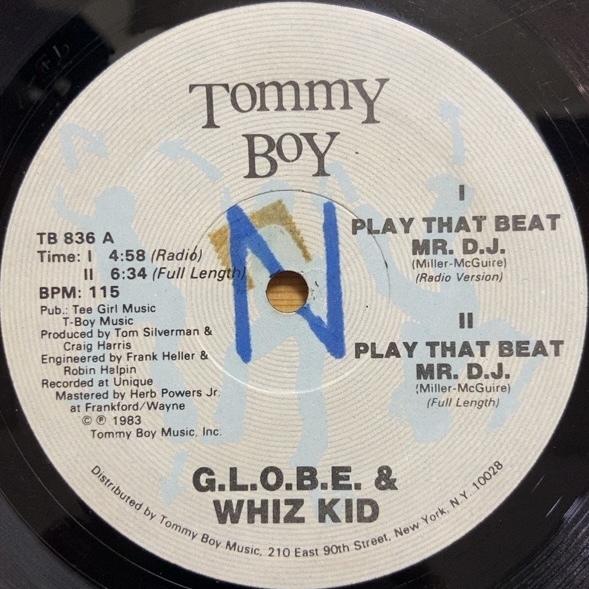 Tommy
Boy
N
TB 836 A
Time: I 4:58 (Radio)
II 6:34 (Full Length)
BPM: 115
Pub.: Tee Girl Music
T-Boy Music
Produced by Tom Silverman &
Craig Harris
Engineered by Frank Heller &
Robin Halpin
Recorded at Unique
Mastered by Herb Powers Jr.
at Frankford/Wayne
© ℗ 1983
Tommy Boy Music, Inc.
I
PLAY THAT BEAT
MR. D.J.
(Miller-McGuire)
(Radio Version)
II
PLAY THAT BEAT
MR. D.J.
(Miller-McGuire)
(Full Length)
G.L.O.B.E. &
WHIZ KID
Distributed by Tommy Boy Music, 210 East 90th Street, New York, N.Y. 10028